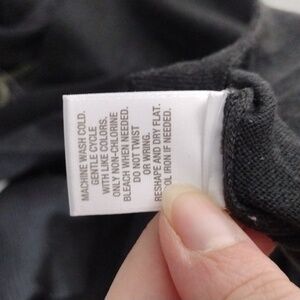 MACHINE WASH COLD.
GENTLE CYCLE
WITH LIKE COLORS.
ONLY NON-CHLORINE
BLEACH WHEN NEEDED.
DO NOT TWIST
OR WRING.
RESHAPE AND DRY FLAT.
OL IRON IF NEEDED.